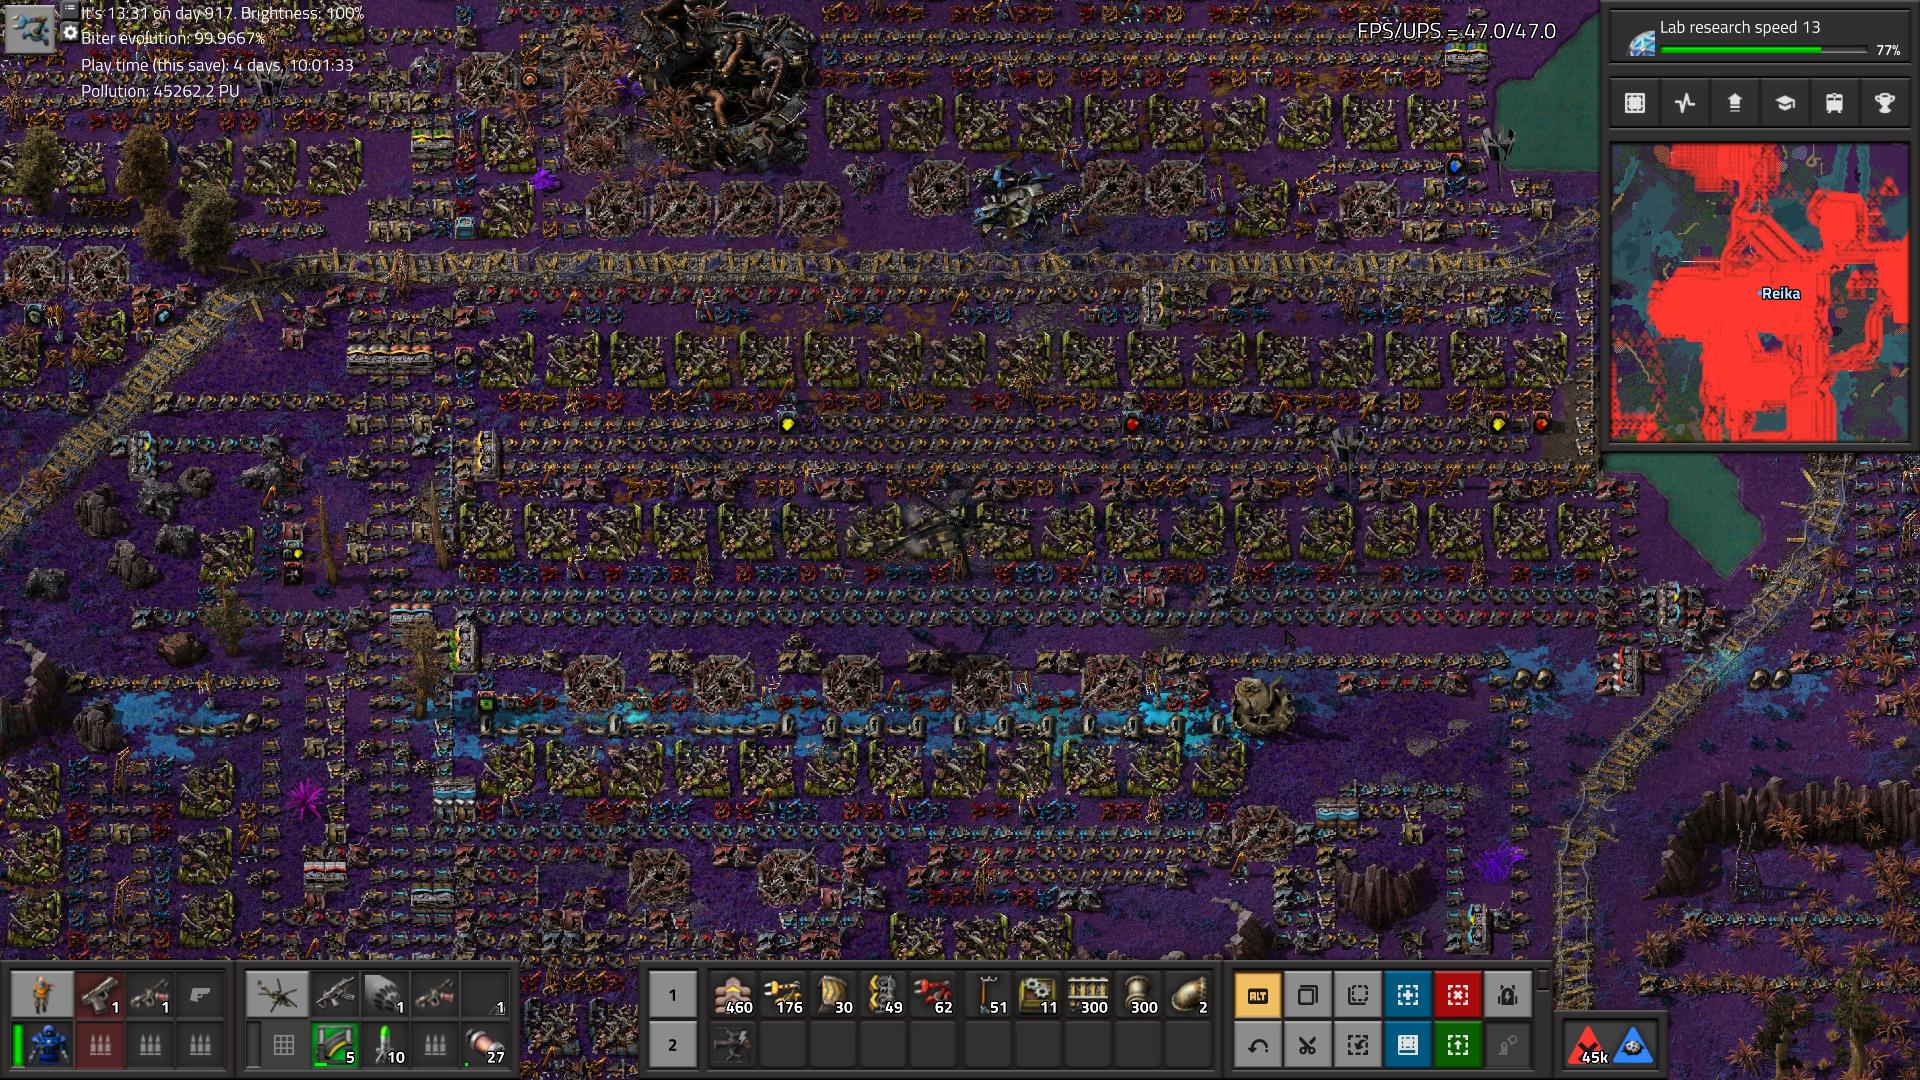 It's 13:31 on day 917. Brightness: 100%
Biter evolution: 99.9667%
Play time (this save): 4 days, 10:01:33
Pollution: 45262.2 PU
FPS/UPS = 47.0/47.0
Lab research speed 13
77%
Reika
1
1
1
1
5
10
27
1
460
176
30
49
62
51
11
300
300
2
ALT
2
45k